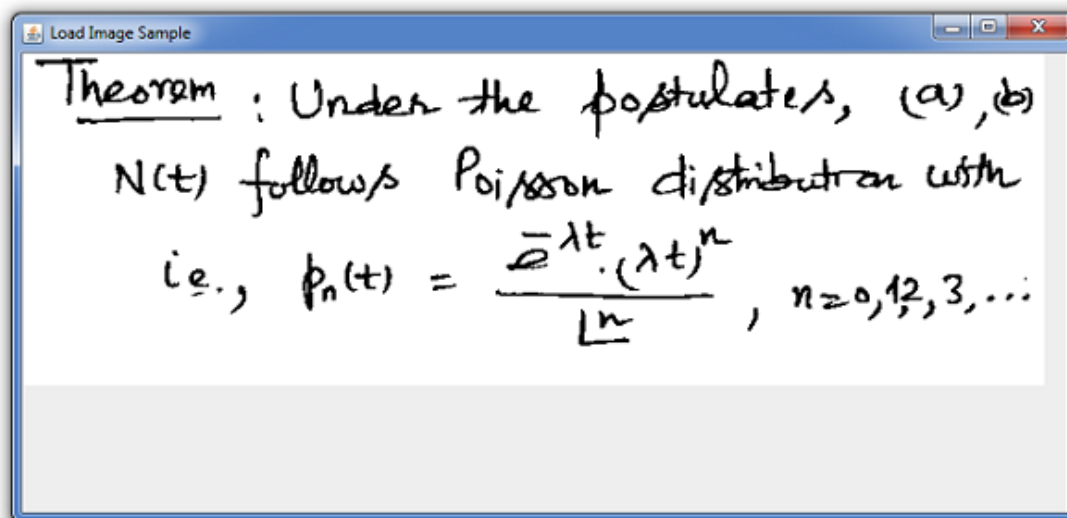 Load Image Sample
Theorem : Under the postulates, (a), (b)
N(t) follows Poisson distribution with
i.e., pₙ(t) = e^{-λt}.(λt)^n / ⌊n, n=0,1,2,3,...